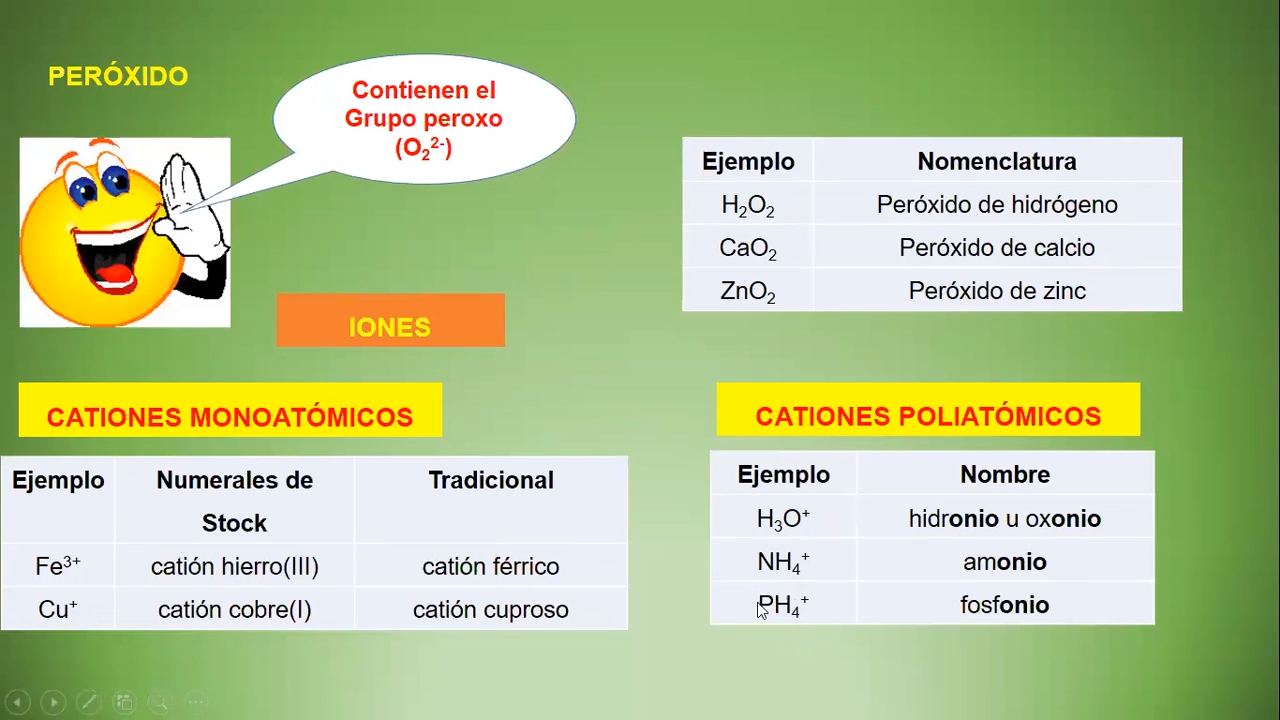 PERÓXIDO
Contienen el
Grupo peroxo
(O₂²⁻)
Ejemplo Nomenclatura
H₂O₂ Peróxido de hidrógeno
CaO₂ Peróxido de calcio
ZnO₂ Peróxido de zinc
IONES
CATIONES MONOATÓMICOS
Ejemplo Numerales de Stock Tradicional
Fe³⁺ catión hierro(III) catión férrico
Cu⁺ catión cobre(I) catión cuproso
CATIONES POLIATÓMICOS
Ejemplo Nombre
H₃O⁺ hidronio u oxonio
NH₄⁺ amonio
PH₄⁺ fosfonio